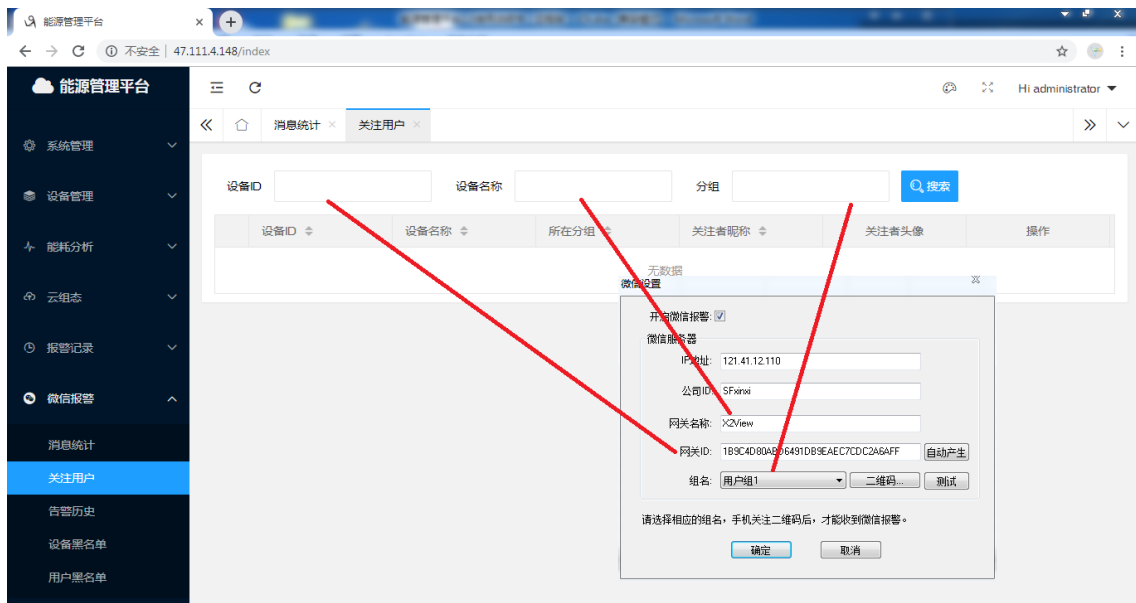 能源管理平台
不安全 | 47.111.4.148/index
能源管理平台
Hi administrator
消息统计
关注用户
系统管理
设备管理
能耗分析
云组态
报警记录
微信报警
消息统计
关注用户
告警历史
设备黑名单
用户黑名单
设备ID
设备名称
分组
搜索
设备ID
设备名称
所在分组
关注者昵称
关注者头像
操作
无数据
微信设置
开启微信报警:
微信服务器
IP地址: 121.41.12.110
公司ID: SFxinxi
网关名称: X2View
网关ID: 1B9C4D80ABD6491DB9EAEC7CDC2A6AFF 自动产生
组名: 用户组1 二维码... 测试
请选择相应的组名，手机关注二维码后，才能收到微信报警。
确定 取消